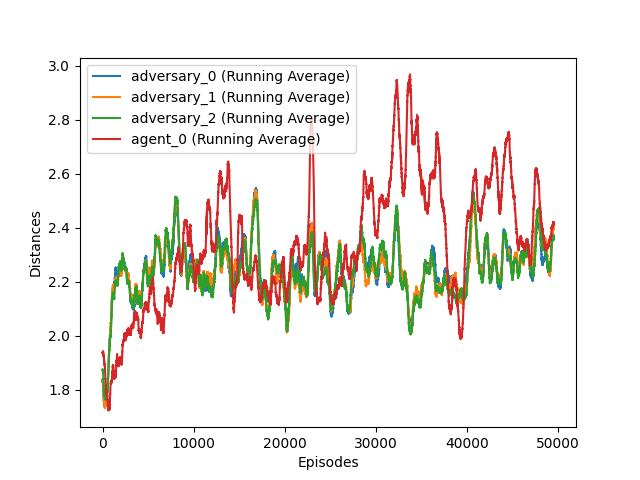 adversary_0 (Running Average)
adversary_1 (Running Average)
adversary_2 (Running Average)
agent_0 (Running Average)
Distances
3.0
2.8
2.6
2.4
2.2
2.0
1.8
0 10000 20000 30000 40000 50000
Episodes